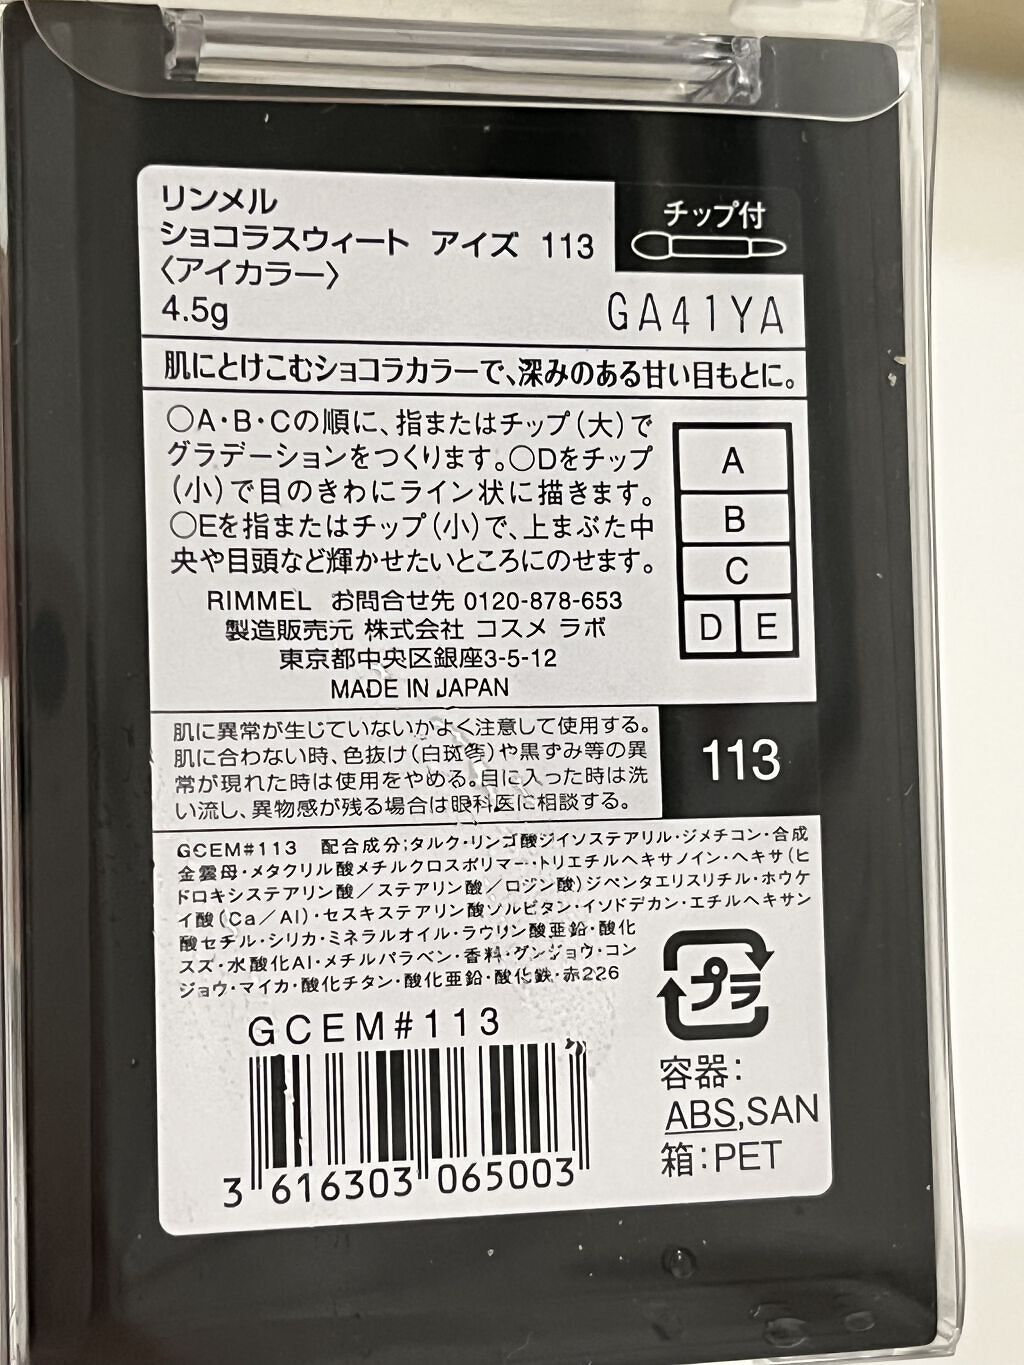 リンメル
ショコラスウィート アイズ 113
〈アイカラー〉
4.5g
チップ付
GA41YA
肌にとけこむショコラカラーで、深みのある甘い目もとに。
○A・B・Cの順に、指またはチップ(大)で
グラデーションをつくります。○Dをチップ
(小)で目のきわにライン状に描きます。
○Eを指またはチップ(小)で、上まぶた中
央や目頭など輝かせたいところにのせます。
A
B
C
D E
RIMMEL お問合せ先 0120-878-653
製造販売元 株式会社 コスメ ラボ
東京都中央区銀座3-5-12
MADE IN JAPAN
肌に異常が生じていないかよく注意して使用する。
肌に合わない時、色抜け(白斑等)や黒ずみ等の異
常が現れた時は使用をやめる。目に入った時は洗
い流し、異物感が残る場合は眼科医に相談する。
113
GCEM#113 配合成分;タルク・リンゴ酸ジイソステアリル・ジメチコン・合成
金雲母・メタクリル酸メチルクロスポリマー・トリエチルヘキサノイン・ヘキサ(ヒ
ドロキシステアリン酸/ステアリン酸/ロジン酸)ジペンタエリスリチル・ホウケ
イ酸(Ca/Al)・セスキステアリン酸ソルビタン・イソドデカン・エチルヘキサン
酸セチル・シリカ・ミネラルオイル・ラウリン酸亜鉛・酸化
スズ・水酸化Al・メチルパラベン・香料・グンジョウ・コン
ジョウ・マイカ・酸化チタン・酸化亜鉛・酸化鉄・赤226
GCEM#113
3 616303 065003
プラ
容器:
ABS,SAN
箱:PET